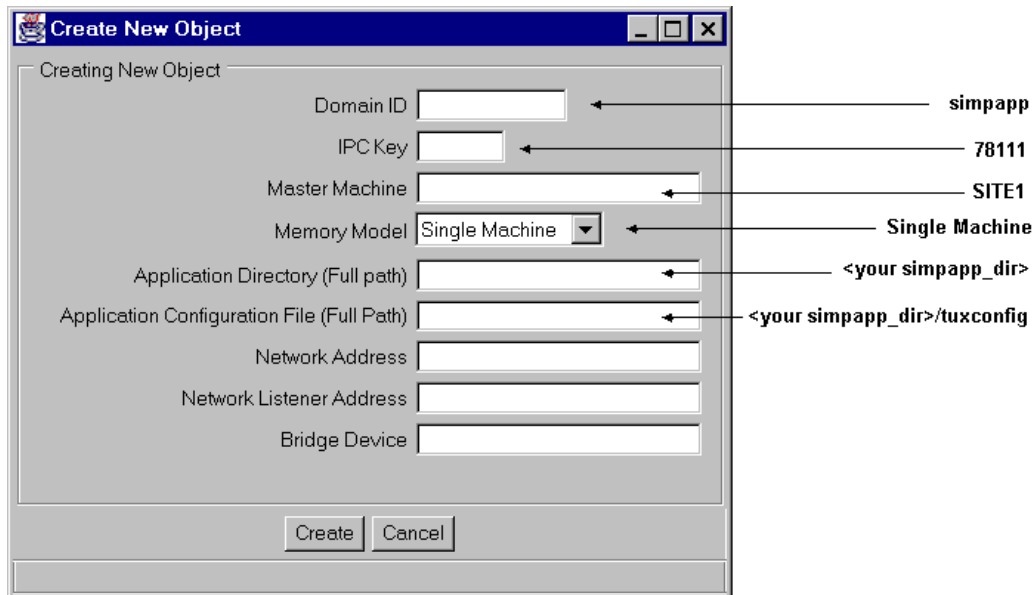 Create New Object
Creating New Object
Domain ID simpapp
IPC Key 78111
Master Machine SITE1
Memory Model Single Machine Single Machine
Application Directory (Full path) <your simpapp_dir>
Application Configuration File (Full Path) <your simpapp_dir>/tuxconfig
Network Address
Network Listener Address
Bridge Device
Create Cancel